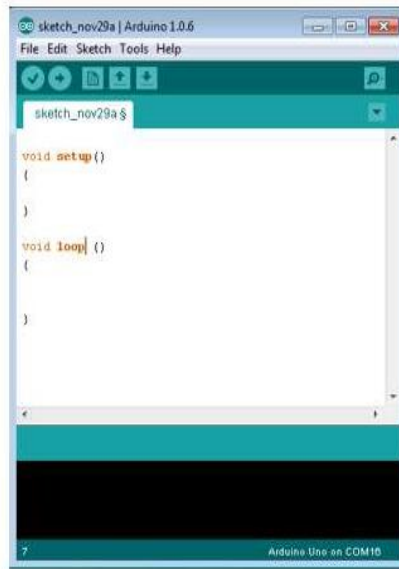 sketch_nov29a | Arduino 1.0.6
File Edit Sketch Tools Help
sketch_nov29a §
void setup()
{
}
void loop ()
{
}
7
Arduino Uno on COM16